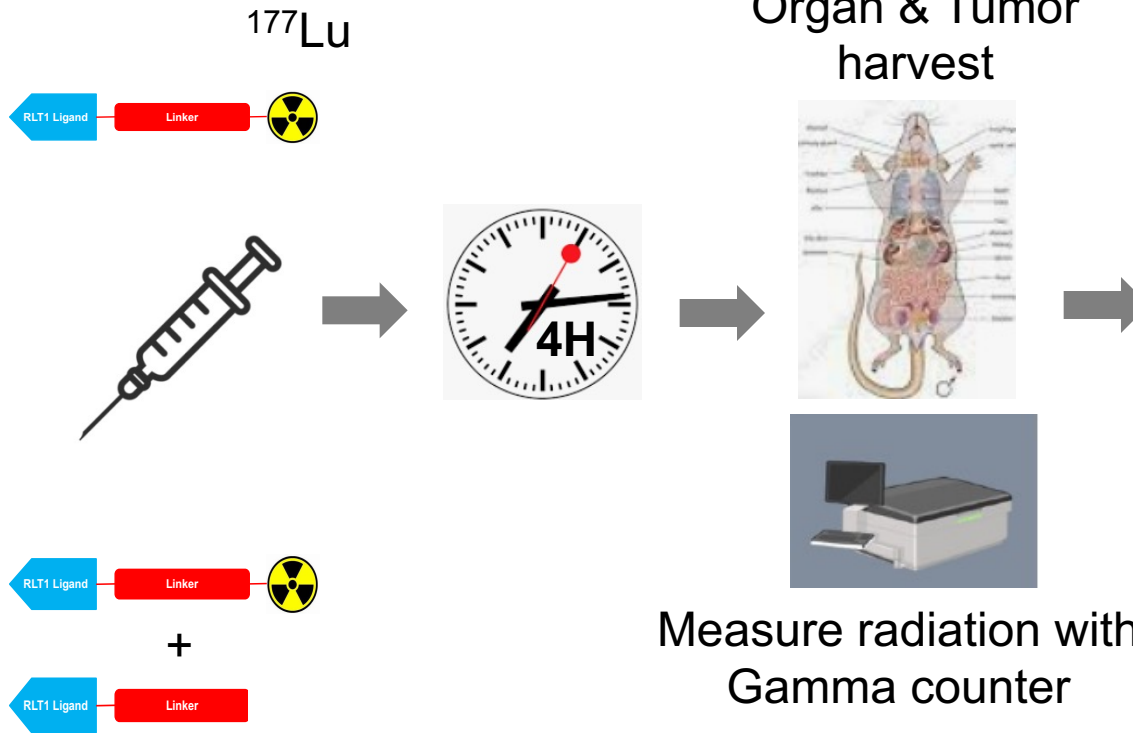 ¹⁷⁷Lu
Organ & Tumor
harvest
RLT1 Ligand
Linker
4H
RLT1 Ligand
Linker
+
RLT1 Ligand
Linker
Measure radiation with
Gamma counter